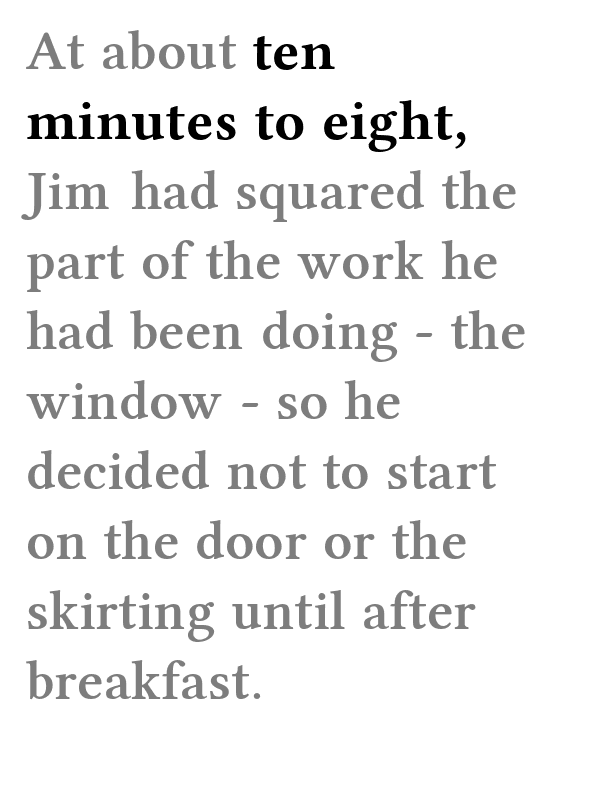 At about ten
minutes to eight,
Jim had squared the
part of the work he
had been doing - the
window - so he
decided not to start
on the door or the
skirting until after
breakfast.